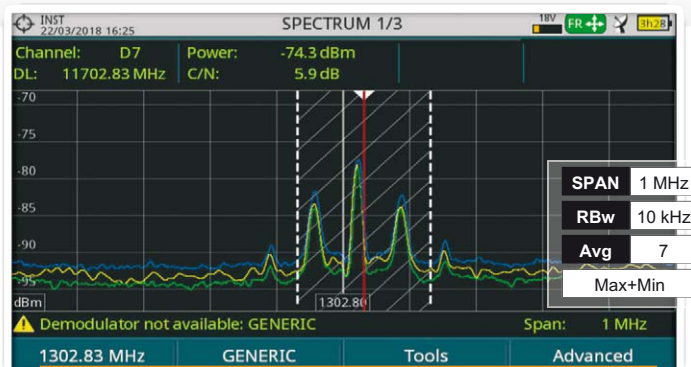 INST
22/03/2018 16:25
SPECTRUM 1/3
18V
FR
3h28
Channel: D7
Power: -74.3 dBm
DL: 11702.83 MHz
C/N: 5.9 dB
-70
-75
-80
-85
-90
-95
dBm
1302.80
SPAN 1 MHz
RBw 10 kHz
Avg 7
Max+Min
Demodulator not available: GENERIC
Span: 1 MHz
1302.83 MHz
GENERIC
Tools
Advanced